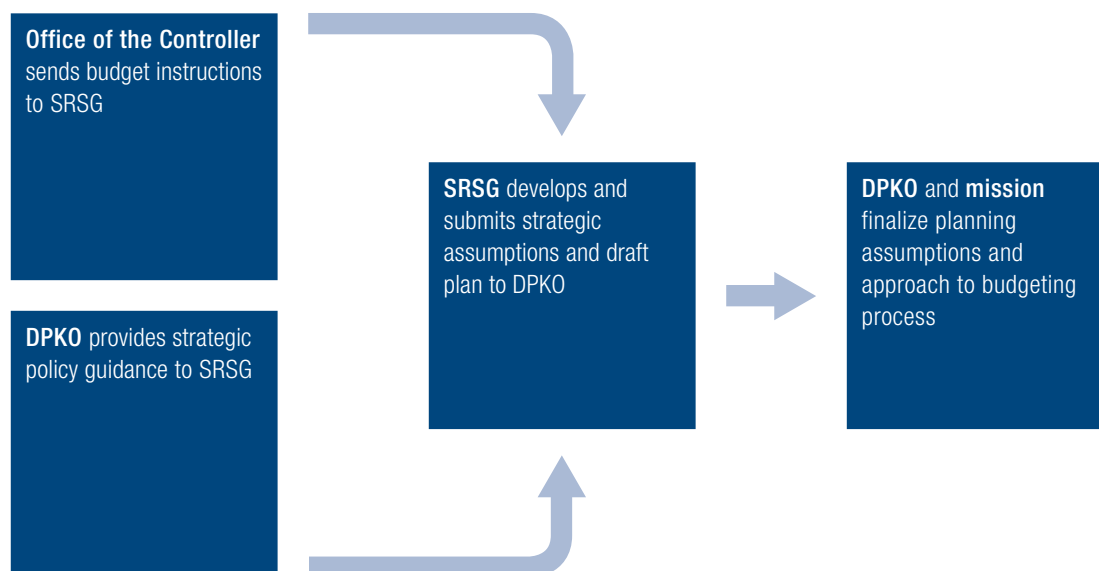 Office of the Controller
sends budget instructions
to SRSG
DPKO provides strategic
policy guidance to SRSG
SRSG develops and
submits strategic
assumptions and draft
plan to DPKO
DPKO and mission
finalize planning
assumptions and
approach to budgeting
process